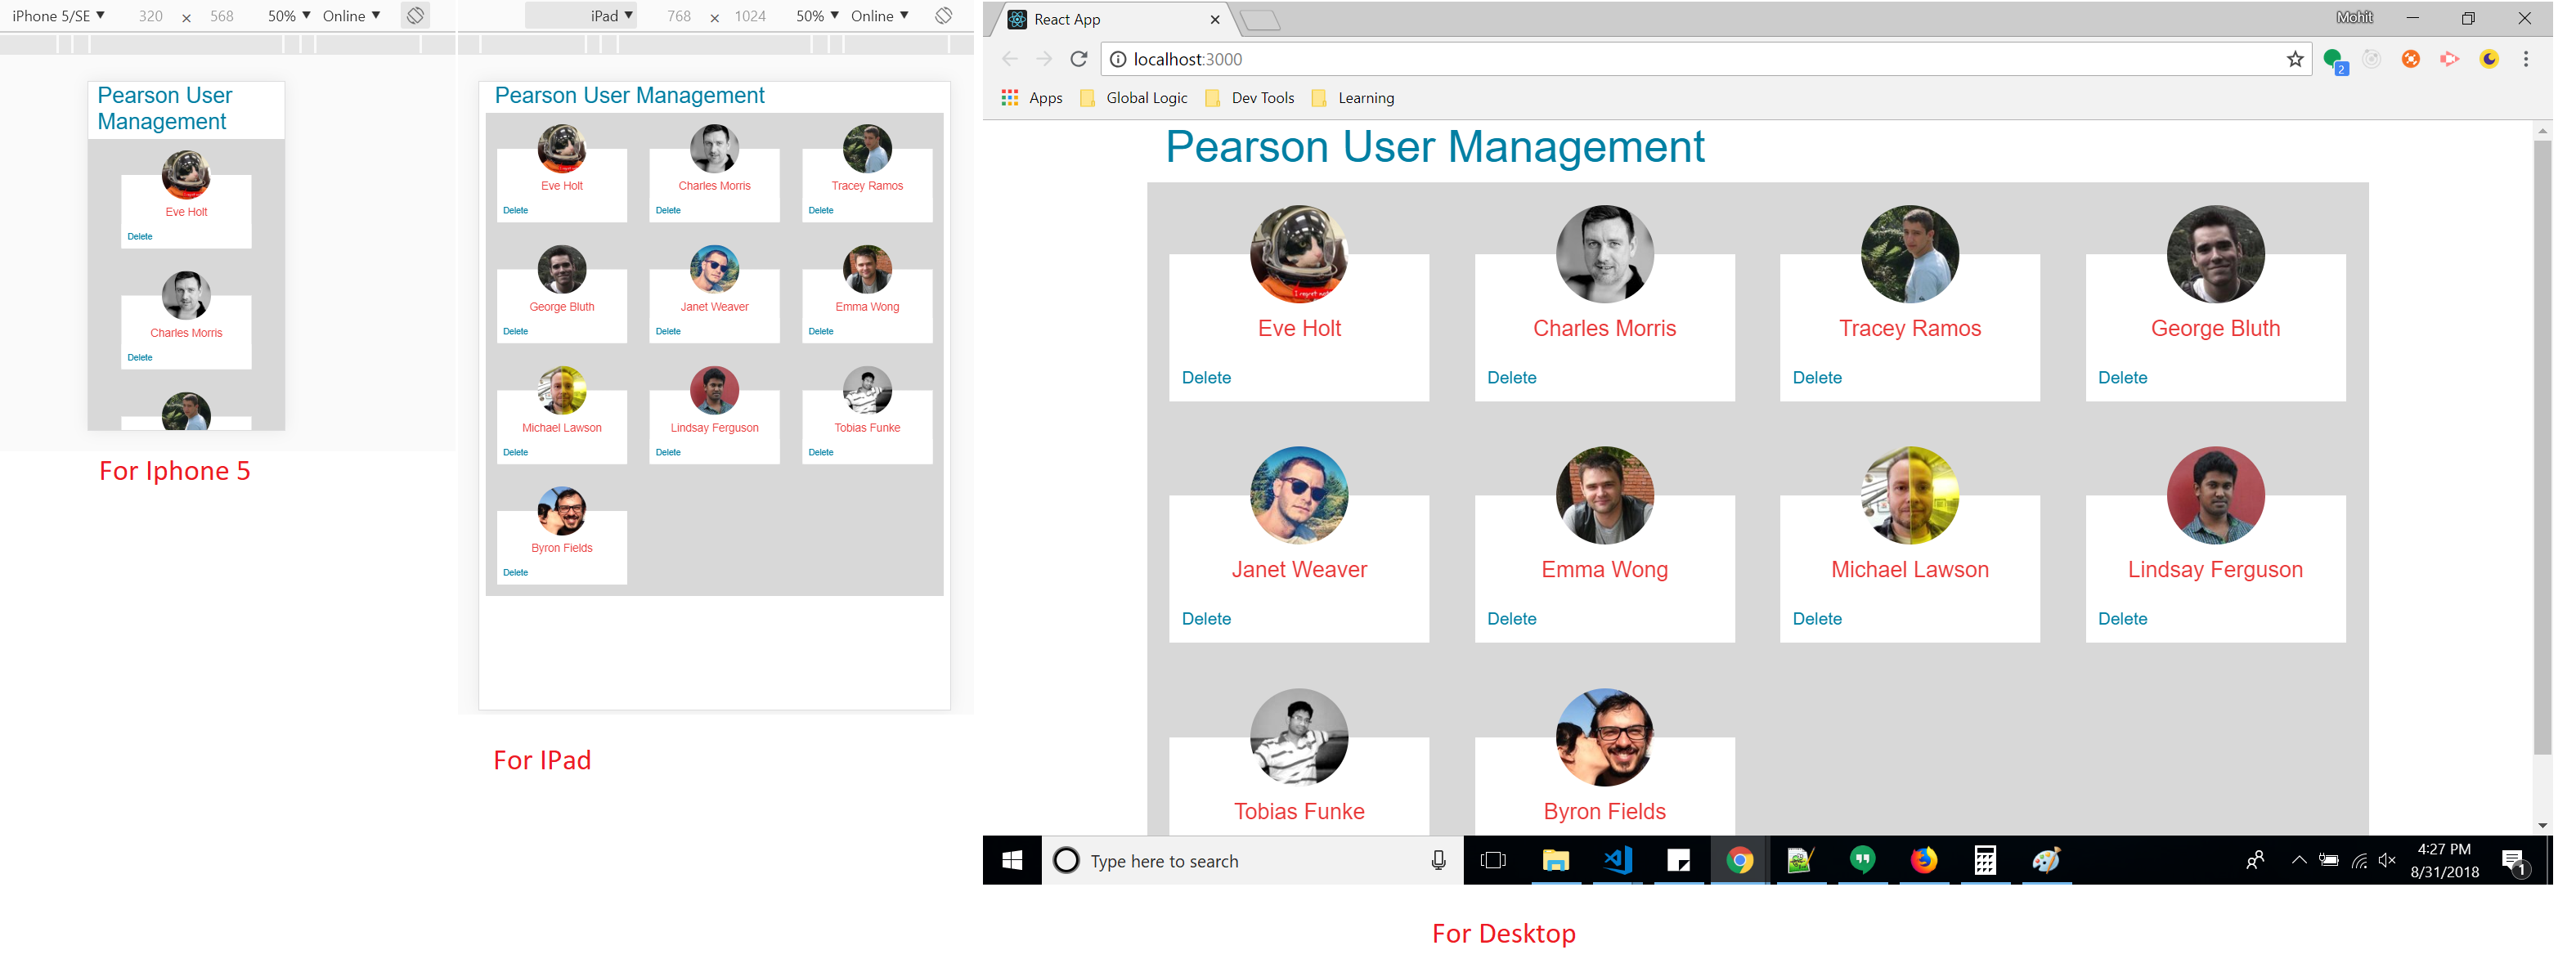 iPhone 5/SE ▼ 320 × 568 50% ▼ Online ▼
Pearson User
Management
Eve Holt
Delete
Charles Morris
Delete
For Iphone 5
iPad ▼ 768 × 1024 50% ▼ Online ▼
Pearson User Management
Eve Holt Charles Morris Tracey Ramos
Delete Delete Delete
George Bluth Janet Weaver Emma Wong
Delete Delete Delete
Michael Lawson Lindsay Ferguson Tobias Funke
Delete Delete Delete
Byron Fields
Delete
For IPad
React App Mohit
localhost:3000
2
Apps Global Logic Dev Tools Learning
Pearson User Management
Eve Holt Charles Morris Tracey Ramos George Bluth
Delete Delete Delete Delete
Janet Weaver Emma Wong Michael Lawson Lindsay Ferguson
Delete Delete Delete Delete
Tobias Funke Byron Fields
Type here to search
4:27 PM
8/31/2018
1
For Desktop